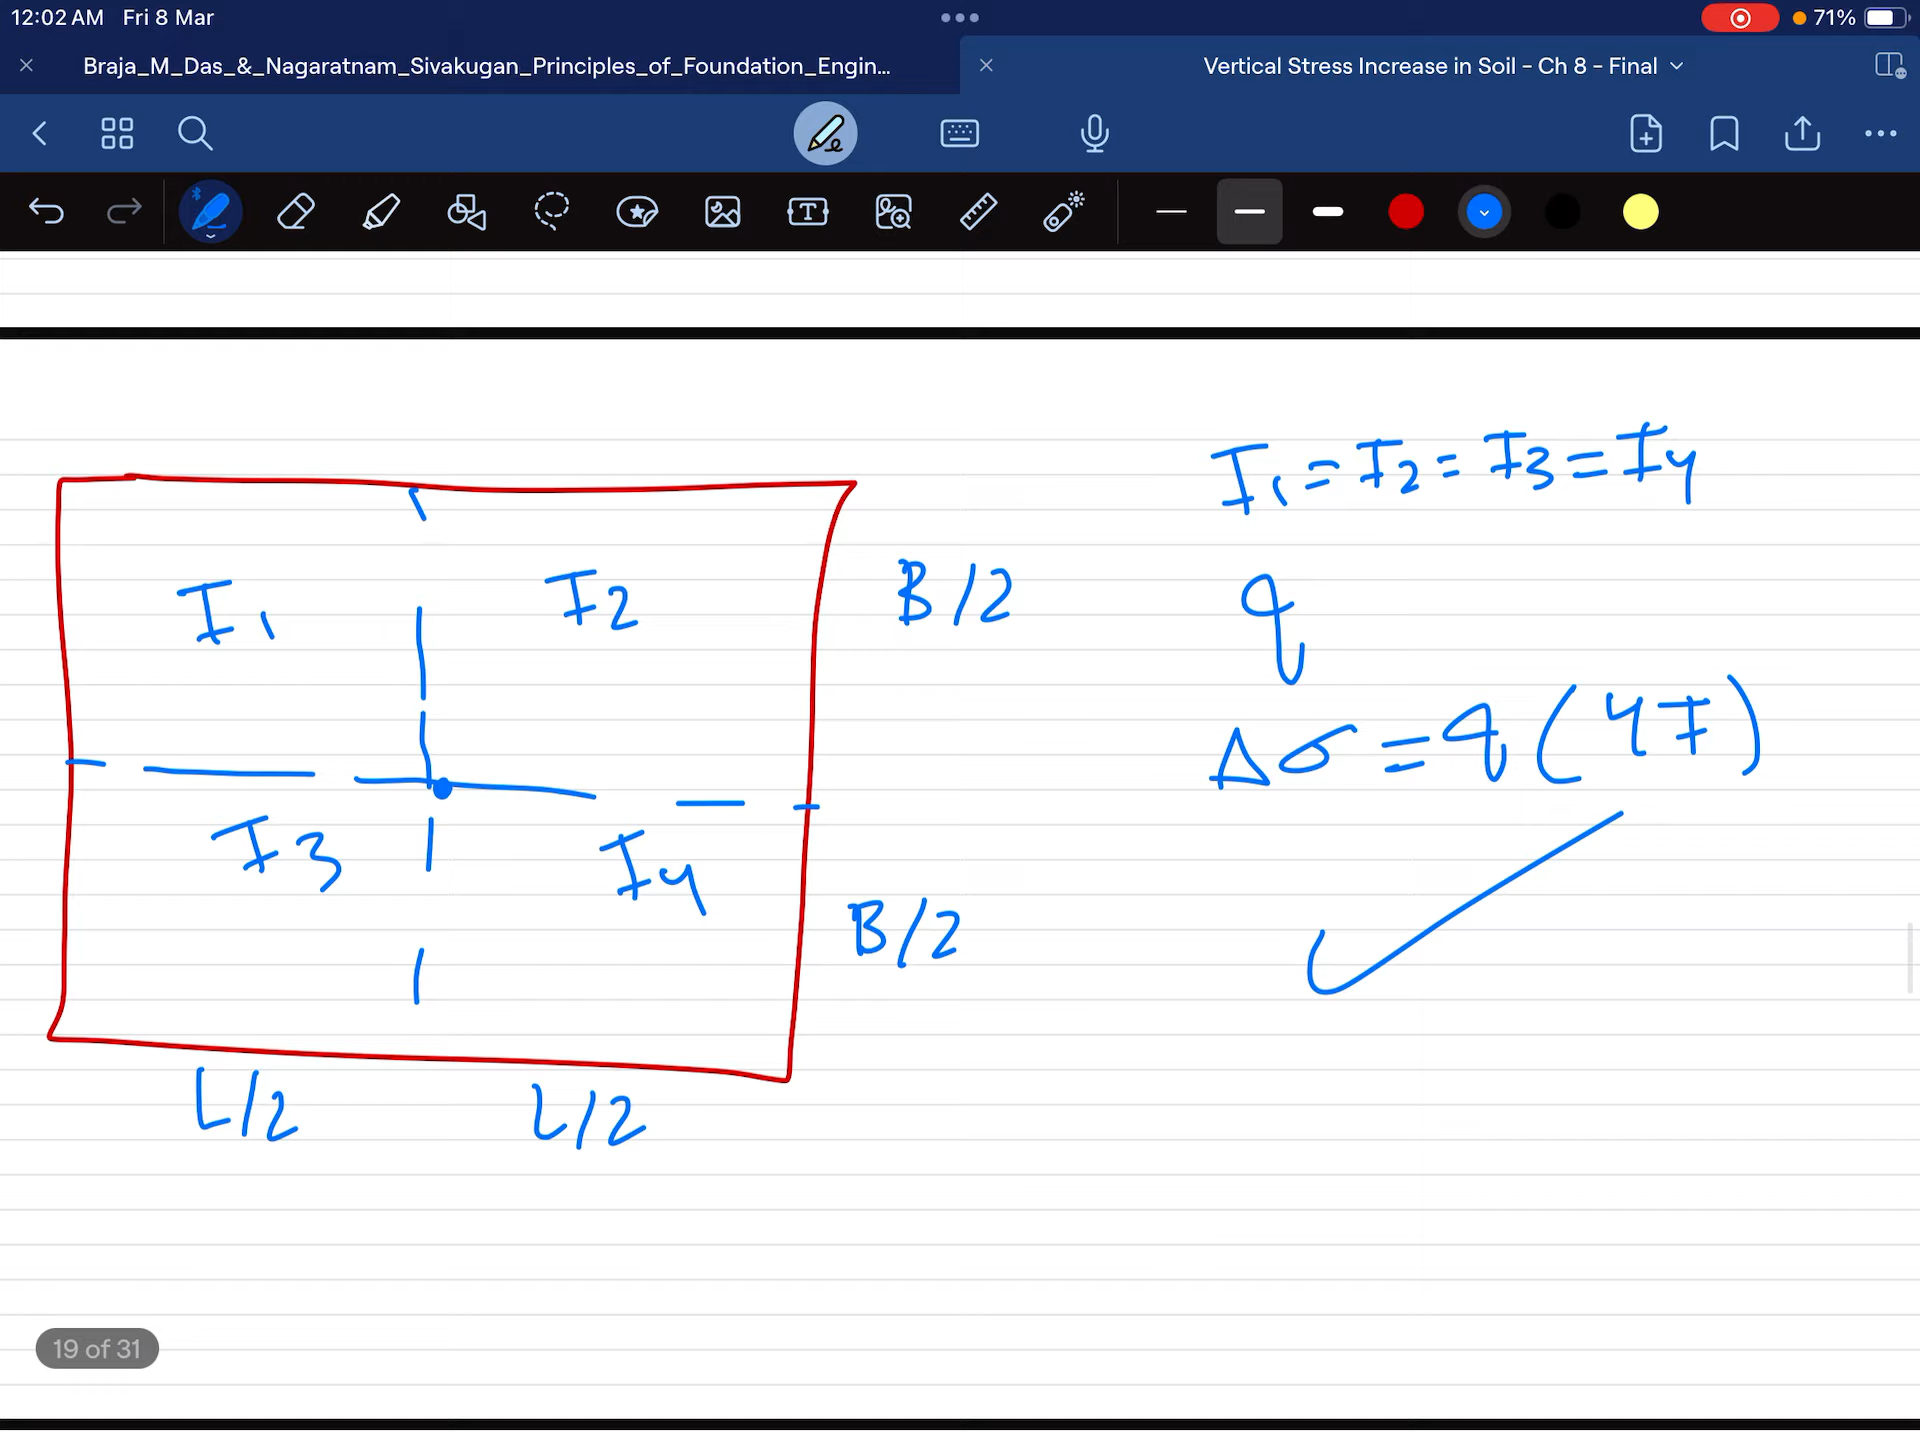 12:02 AM Fri 8 Mar
71%
Braja_M_Das_&_Nagaratnam_Sivakugan_Principles_of_Foundation_Engin...
Vertical Stress Increase in Soil - Ch 8 - Final
I1 = I2 = I3 = I4
I1 I2
B/2
q
Δσ = q (4I)
I3 I4
B/2
L/2 L/2
19 of 31